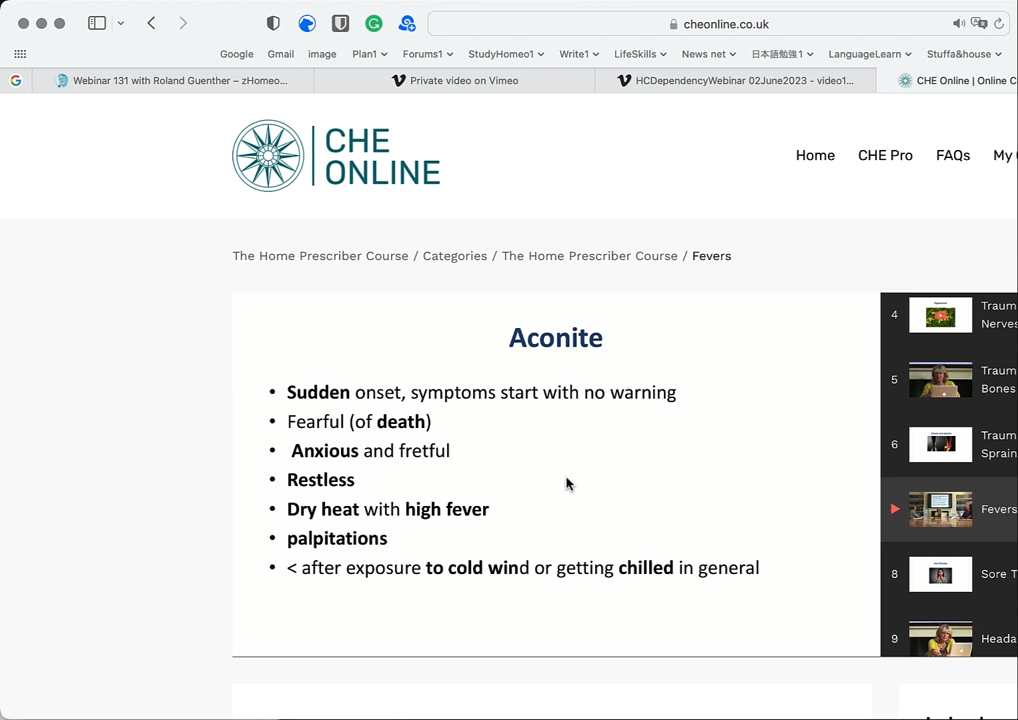 cheonline.co.uk
Google Gmail image Plan1 Forums1 StudyHomeo1 Write1 LifeSkills News net 日本語勉強1 LanguageLearn Stuffa&house
Webinar 131 with Roland Guenther – zHomeo... Private video on Vimeo HCDependencyWebinar 02June2023 - video1... CHE Online | Online C
CHE
ONLINE
Home CHE Pro FAQs My
The Home Prescriber Course / Categories / The Home Prescriber Course / Fevers
Aconite
• Sudden onset, symptoms start with no warning
• Fearful (of death)
• Anxious and fretful
• Restless
• Dry heat with high fever
• palpitations
• < after exposure to cold wind or getting chilled in general
4 Traum
Nerves
5 Traum
Bones
6 Traum
Sprain
Fevers
8 Sore T
9 Heada